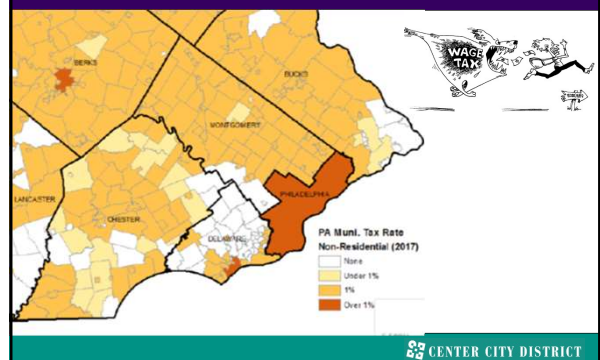 BERKS
BUCKS
MONTGOMERY
LANCASTER
CHESTER
PHILADELPHIA
DELAWARE
WAGE
TAX
PA Muni. Tax Rate
Non-Residential (2017)
None
Under 1%
1%
Over 1%
CENTER CITY DISTRICT